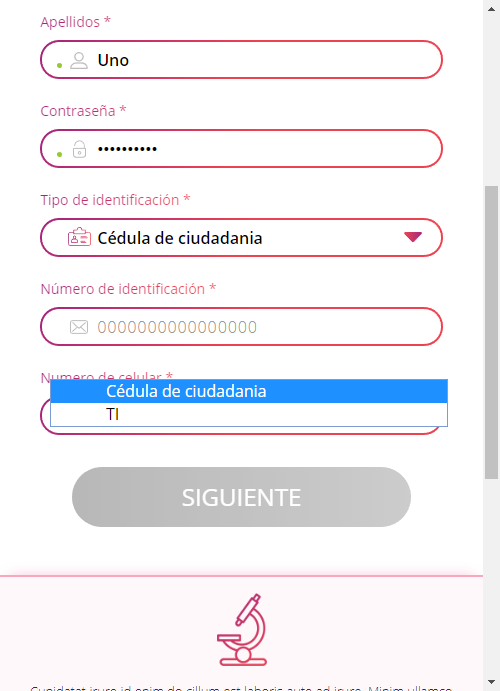 Apellidos *
Uno
Contraseña *
••••••••••
Tipo de identificación *
Cédula de ciudadania
Número de identificación *
0000000000000000
Numero de celular *
Cédula de ciudadania
TI
SIGUIENTE
Cupidatat irure id enim do cillum est laboris aute ad irure. Minim ullamco